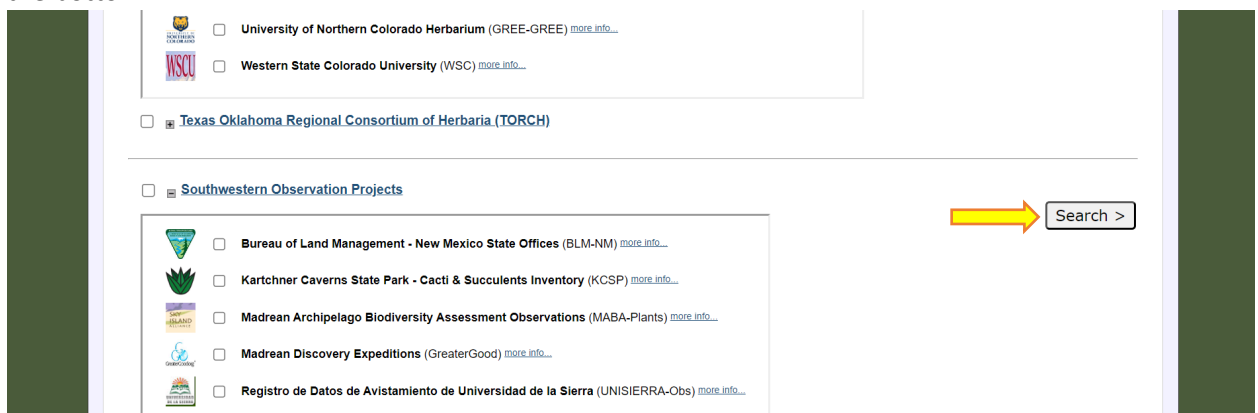 University of Northern Colorado Herbarium (GREE-GREE) more info...
WSCU
Western State Colorado University (WSC) more info...
Texas Oklahoma Regional Consortium of Herbaria (TORCH)
Southwestern Observation Projects
Search >
Bureau of Land Management - New Mexico State Offices (BLM-NM) more info...
Kartchner Caverns State Park - Cacti & Succulents Inventory (KCSP) more info...
Madrean Archipelago Biodiversity Assessment Observations (MABA-Plants) more info...
Madrean Discovery Expeditions (GreaterGood) more info...
Registro de Datos de Avistamiento de Universidad de la Sierra (UNISIERRA-Obs) more info...